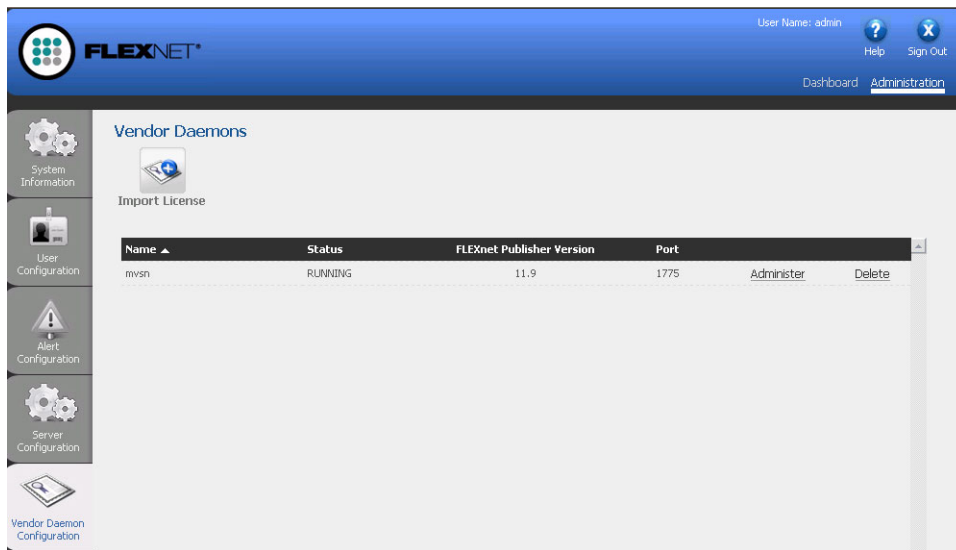 User Name: admin
FLEXNET
Help
Sign Out
Dashboard
Administration
System
Information
User
Configuration
Alert
Configuration
Server
Configuration
Vendor Daemon
Configuration
Vendor Daemons
Import License
Name Status FLEXnet Publisher Version Port
mvsn RUNNING 11.9 1775 Administer Delete